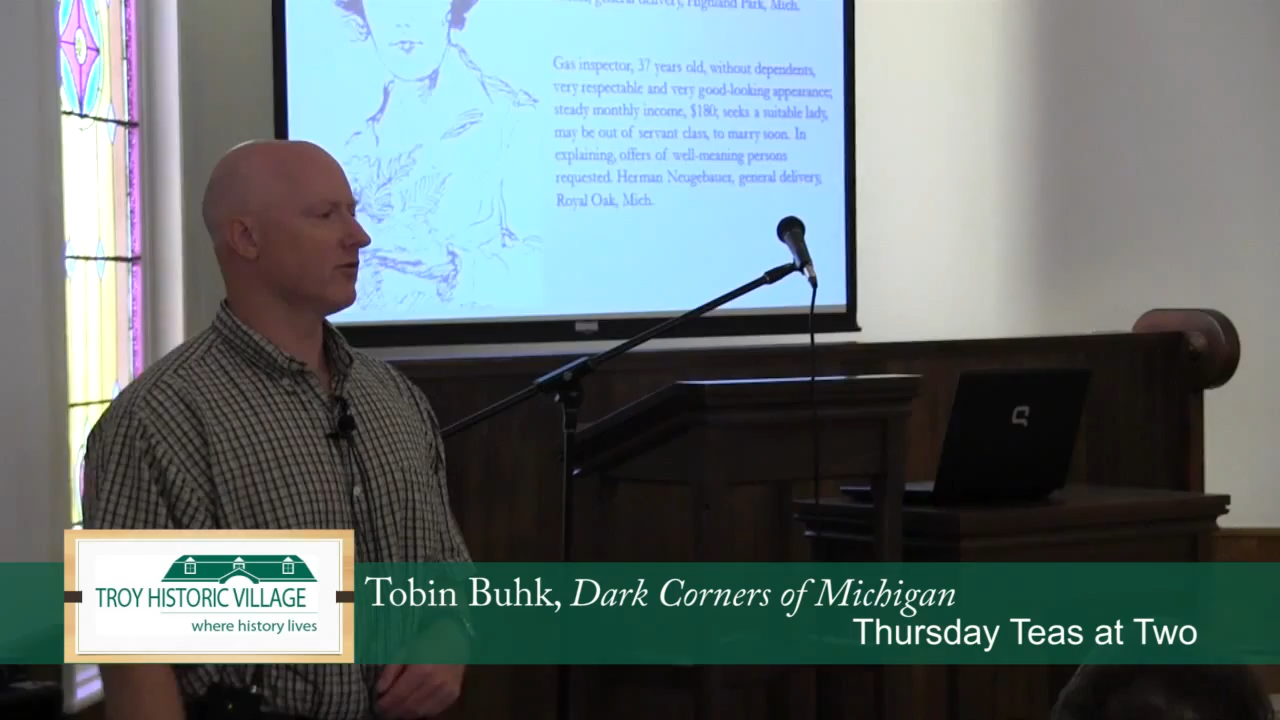 general delivery, Highland Park, Mich.
Gas inspector, 37 years old, without dependents,
very respectable and very good-looking appearance;
steady monthly income, $180; seeks a suitable lady,
may be out of servant class, to marry soon. In
explaining, offers of well-meaning persons
requested. Herman Neugebauer, general delivery,
Royal Oak, Mich.
TROY HISTORIC VILLAGE
where history lives
Tobin Buhk, Dark Corners of Michigan
Thursday Teas at Two